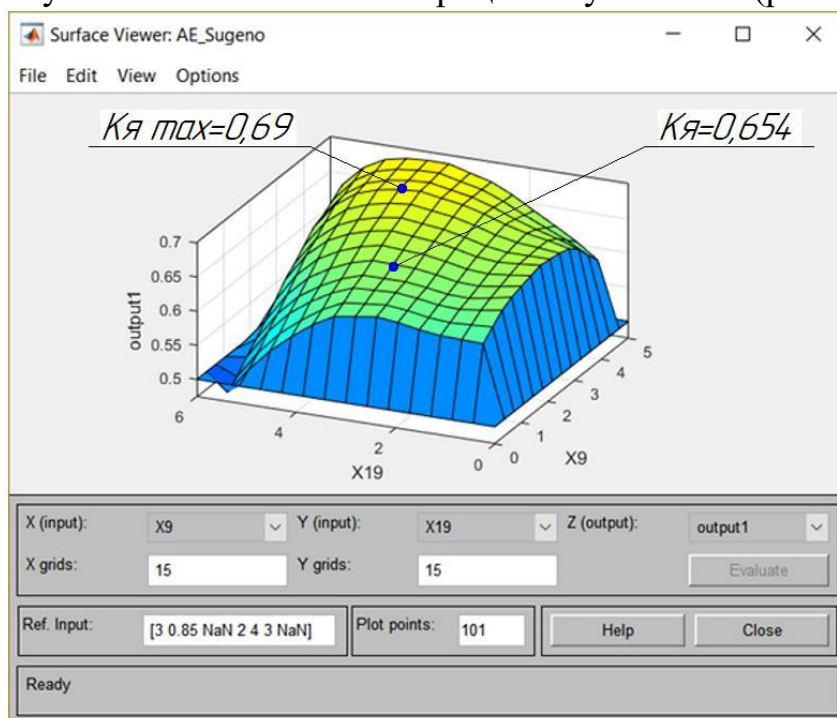 Surface Viewer: AE_Sugeno
File Edit View Options
Kя max=0,69
Kя=0,654
0.7
0.65
0.6
0.55
0.5
output1
6
4
2
0
X19
0
1
2
3
4
5
X9
X (input): X9 Y (input): X19 Z (output): output1
X grids: 15 Y grids: 15 Evaluate
Ref. Input: [3 0.85 NaN 2 4 3 NaN] Plot points: 101 Help Close
Ready